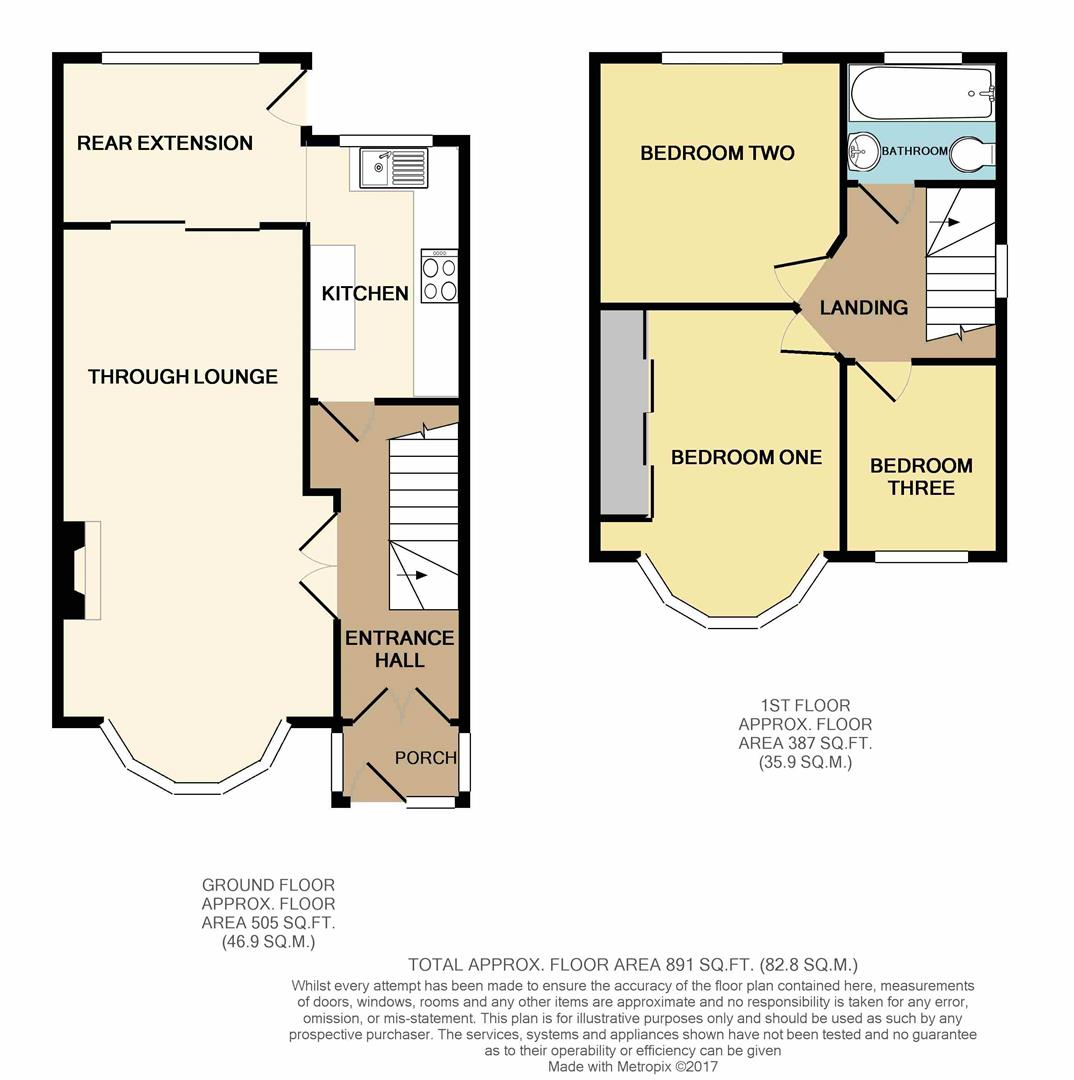 REAR EXTENSION
KITCHEN
THROUGH LOUNGE
ENTRANCE
HALL
PORCH
GROUND FLOOR
APPROX. FLOOR
AREA 505 SQ.FT.
(46.9 SQ.M.)
BEDROOM TWO
BATHROOM
LANDING
BEDROOM ONE
BEDROOM
THREE
1ST FLOOR
APPROX. FLOOR
AREA 387 SQ.FT.
(35.9 SQ.M.)
TOTAL APPROX. FLOOR AREA 891 SQ.FT. (82.8 SQ.M.)
Whilst every attempt has been made to ensure the accuracy of the floor plan contained here, measurements
of doors, windows, rooms and any other items are approximate and no responsibility is taken for any error,
omission, or mis-statement. This plan is for illustrative purposes only and should be used as such by any
prospective purchaser. The services, systems and appliances shown have not been tested and no guarantee
as to their operability or efficiency can be given
Made with Metropix ©2017